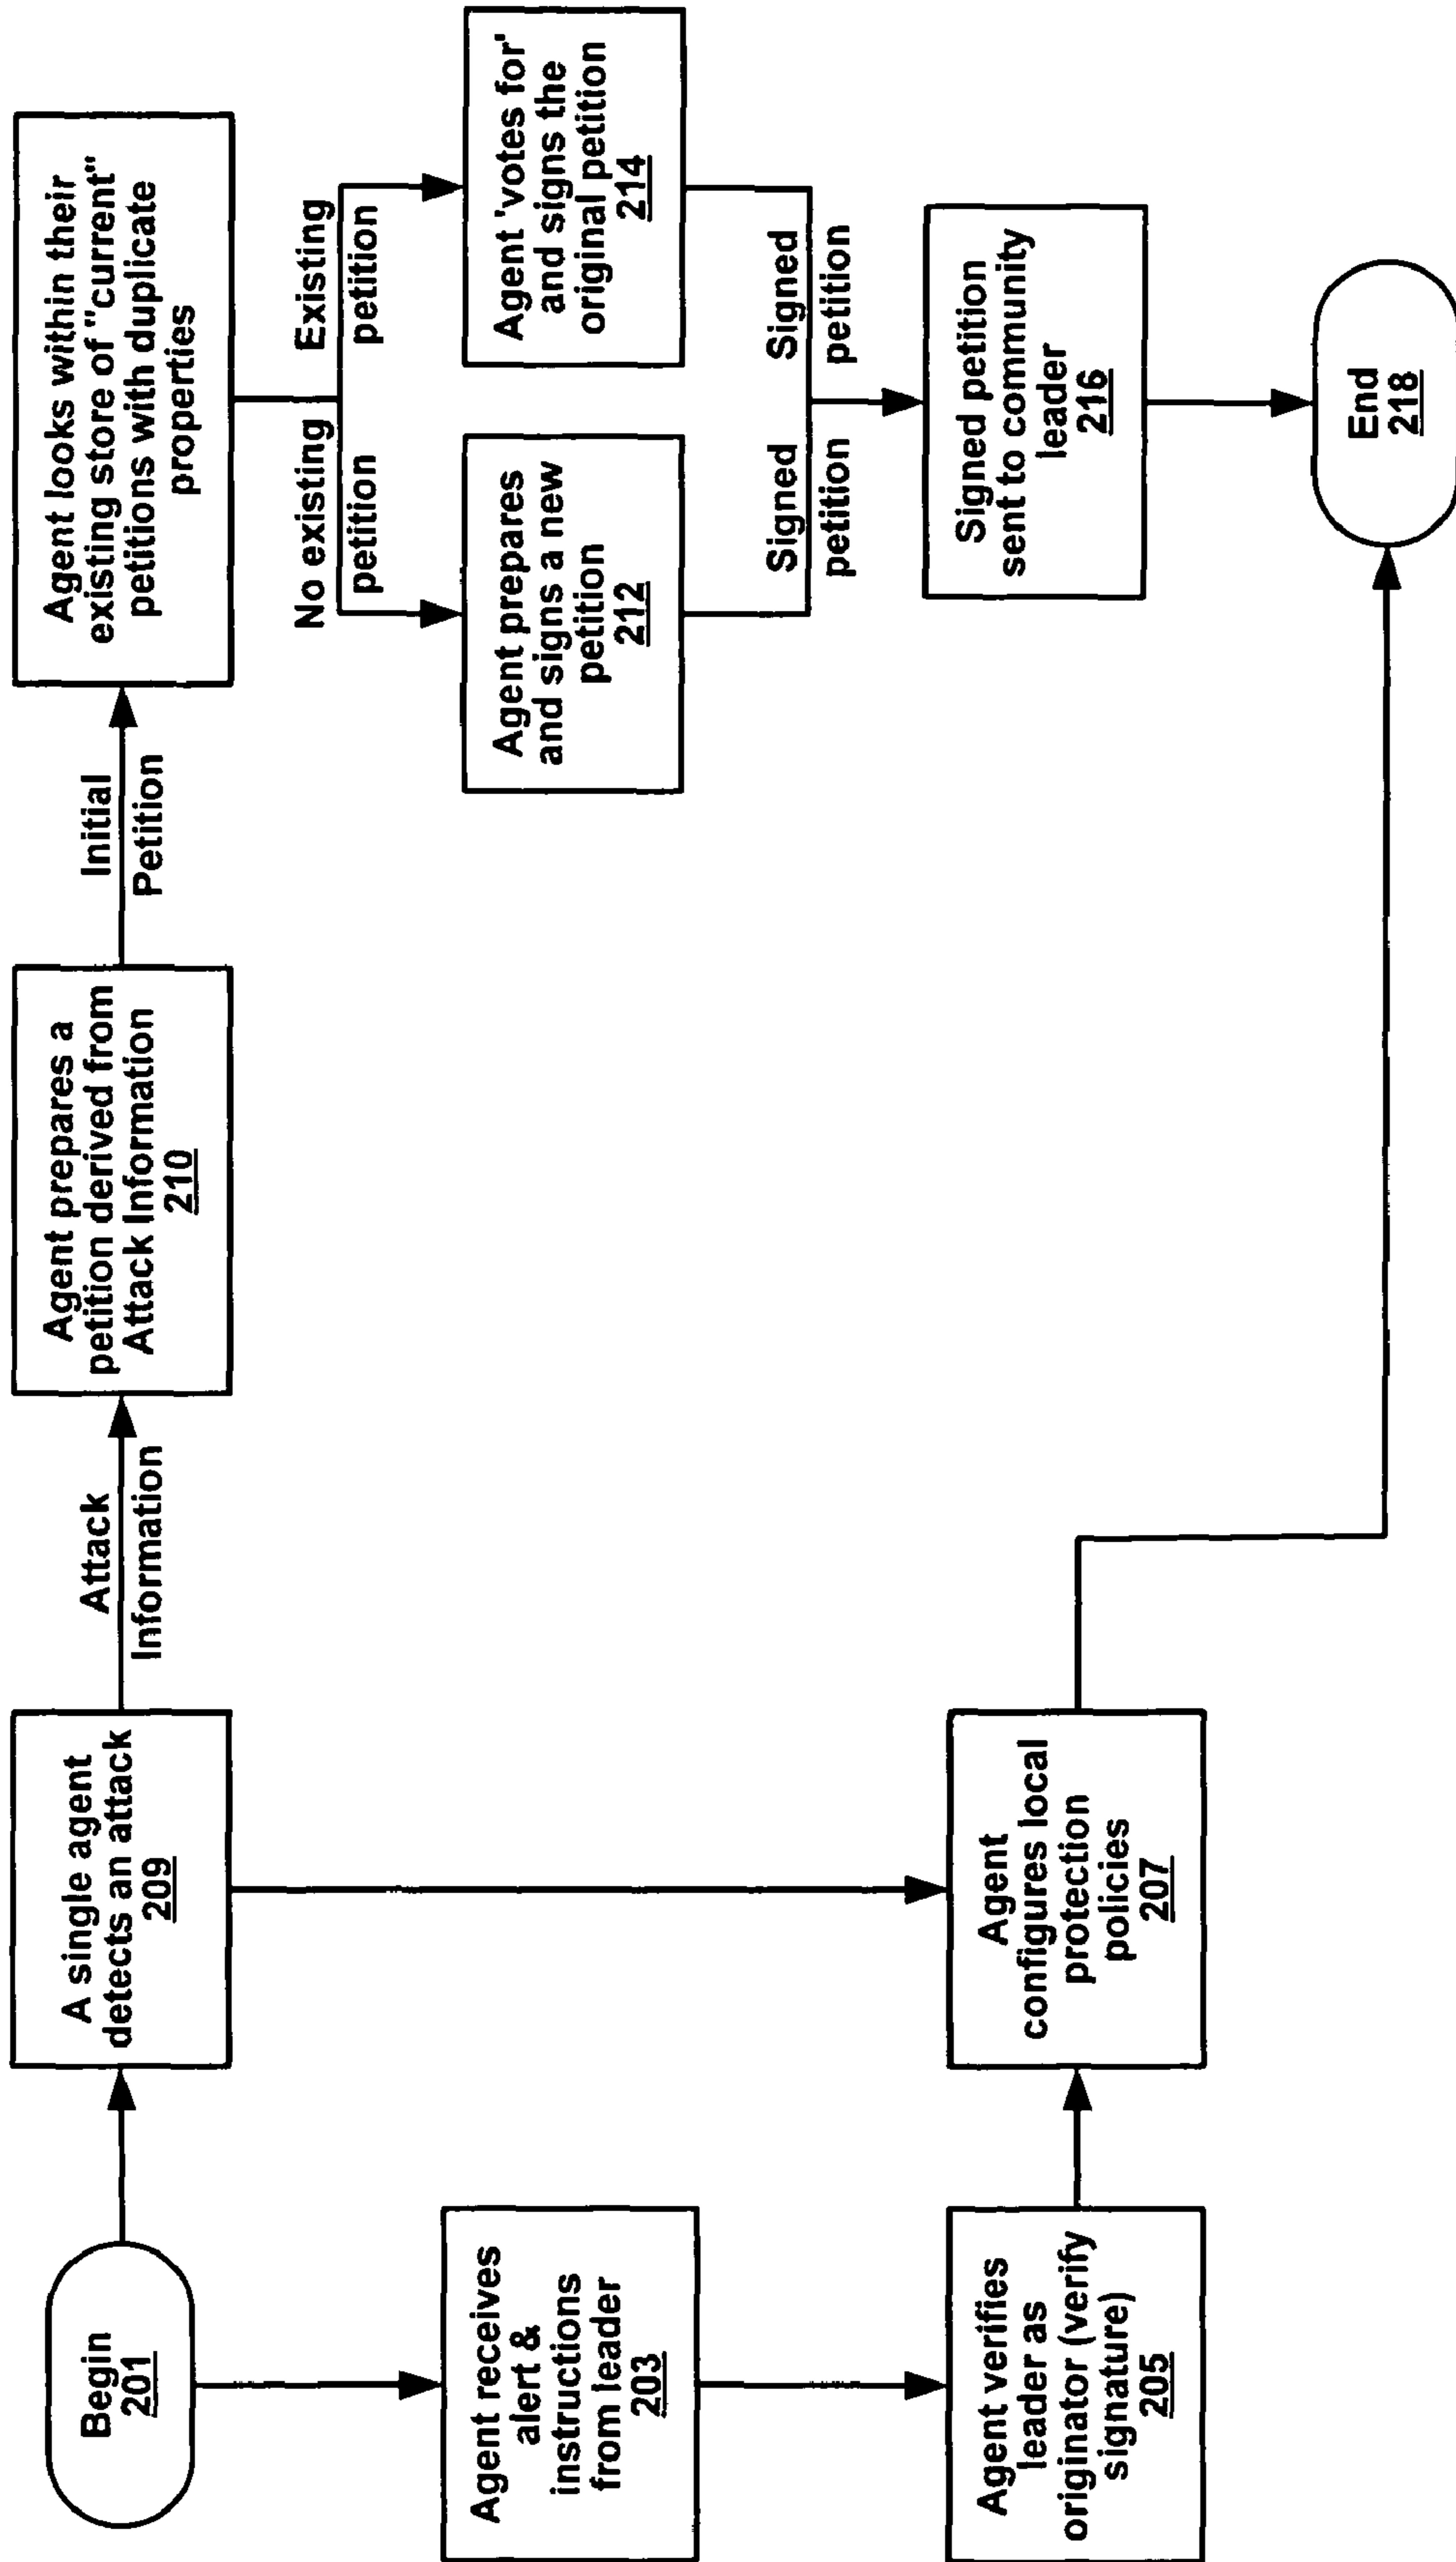 Begin
201
A single agent
detects an attack
209
Attack
Information
Agent prepares a
petition derived from
Attack Information
210
Initial
Petition
Agent looks within their
existing store of "current"
petitions with duplicate
properties
No existing
petition
Existing
petition
Agent receives
alert &
instructions
from leader
203
Agent prepares
and signs a new
petition
212
Agent 'votes for'
and signs the
original petition
214
Signed
petition
Signed
petition
Agent verifies
leader as
originator (verify
signature)
205
Agent
configures local
protection
policies
207
Signed petition
sent to community
leader
216
End
218